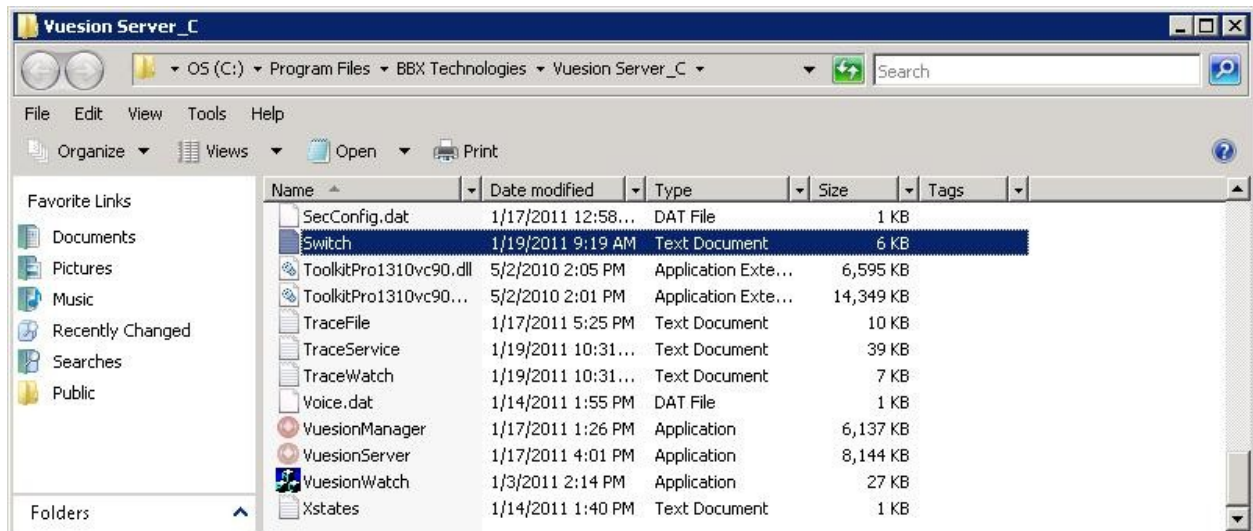 Vuesion Server_C
OS (C:) Program Files BBX Technologies Vuesion Server_C Search
File Edit View Tools Help
Organize Views Open Print
Favorite Links
Documents
Pictures
Music
Recently Changed
Searches
Public
Folders
Name Date modified Type Size Tags
SecConfig.dat 1/17/2011 12:58... DAT File 1 KB
Switch 1/19/2011 9:19 AM Text Document 6 KB
ToolkitPro1310vc90.dll 5/2/2010 2:05 PM Application Exte... 6,595 KB
ToolkitPro1310vc90... 5/2/2010 2:01 PM Application Exte... 14,349 KB
TraceFile 1/17/2011 5:25 PM Text Document 10 KB
TraceService 1/19/2011 10:31... Text Document 39 KB
TraceWatch 1/19/2011 10:31... Text Document 7 KB
Voice.dat 1/14/2011 1:55 PM DAT File 1 KB
VuesionManager 1/17/2011 1:26 PM Application 6,137 KB
VuesionServer 1/17/2011 4:01 PM Application 8,144 KB
VuesionWatch 1/3/2011 2:14 PM Application 27 KB
Xstates 1/14/2011 1:40 PM Text Document 1 KB